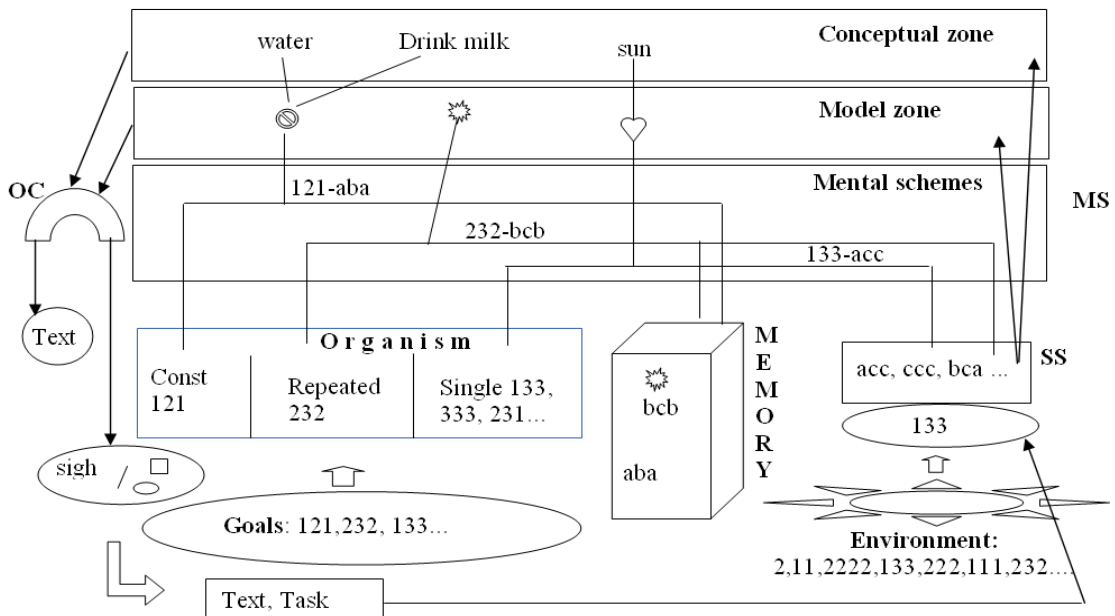 water
Drink milk
sun
Conceptual zone
Model zone
Mental schemes
OC
MS
121-aba
232-bcb
133-acc
Text
Organism
Const
121
Repeated
232
Single 133,
333, 231...
MEMORY
bcb
aba
acc, ccc, bca ...
SS
133
sigh
Goals: 121,232, 133...
Environment:
2,11,2222,133,222,111,232....
Text, Task